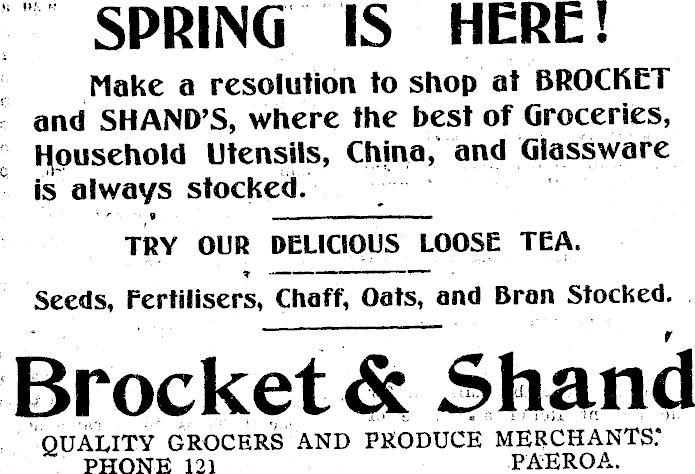 SPRING IS HERE!
Make a resolution to shop at BROCKET
and SHAND'S, where the best of Groceries,
Household Utensils, China, and Glassware
is always stocked.
TRY OUR DELICIOUS LOOSE TEA.
Seeds, Fertilisers, Chaff, Oats, and Bran Stocked.
Brocket & Shand
QUALITY GROCERS AND PRODUCE MERCHANTS.
PHONE 121 PAEROA.